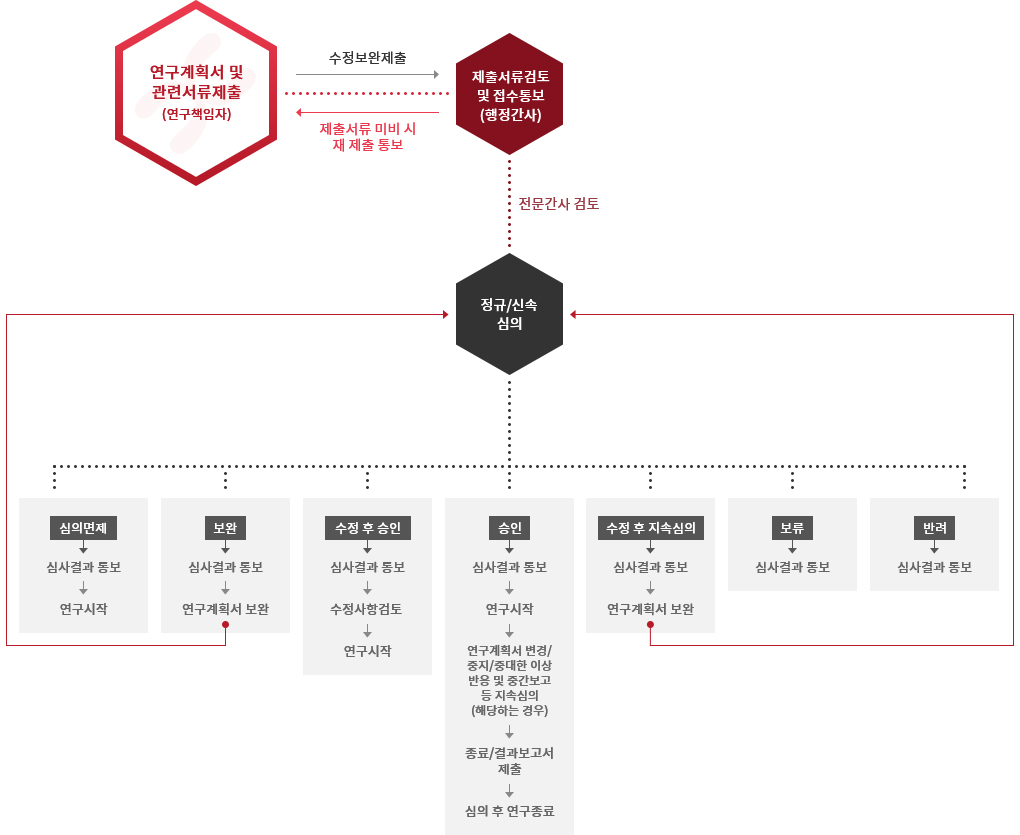 연구계획서 및
관련서류제출
(연구책임자)
수정보완제출
제출서류 미비 시
재 제출 통보
제출서류검토
및 접수통보
(행정간사)
전문간사 검토
정규/신속
심의
심의면제
심사결과 통보
연구시작
보완
심사결과 통보
연구계획서 보완
수정 후 승인
심사결과 통보
수정사항검토
연구시작
승인
심사결과 통보
연구시작
연구계획서 변경/
중지/중대한 이상
반응 및 중간보고
등 지속심의
(해당하는 경우)
종료/결과보고서
제출
심의 후 연구종료
수정 후 지속심의
심사결과 통보
연구계획서 보완
보류
심사결과 통보
반려
심사결과 통보